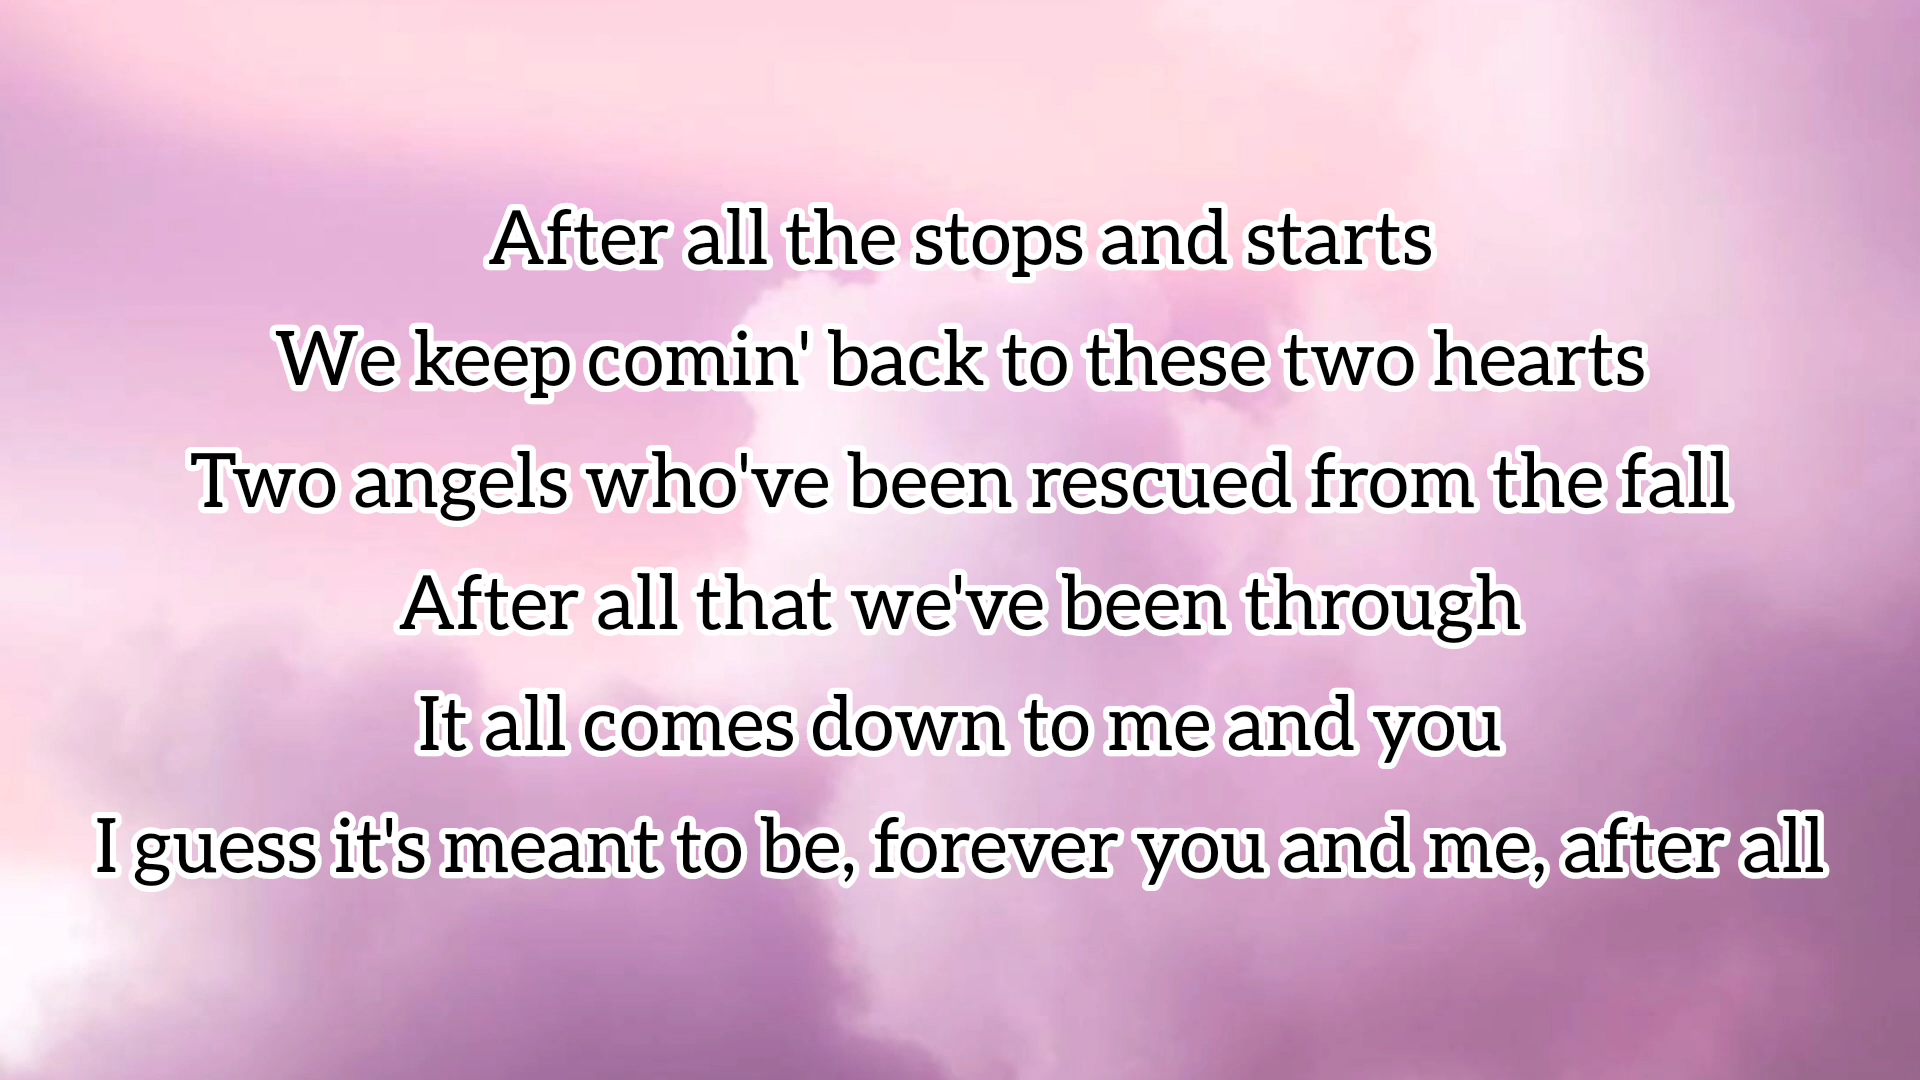 After all the stops and starts
We keep comin' back to these two hearts
Two angels who've been rescued from the fall
After all that we've been through
It all comes down to me and you
I guess it's meant to be, forever you and me, after all